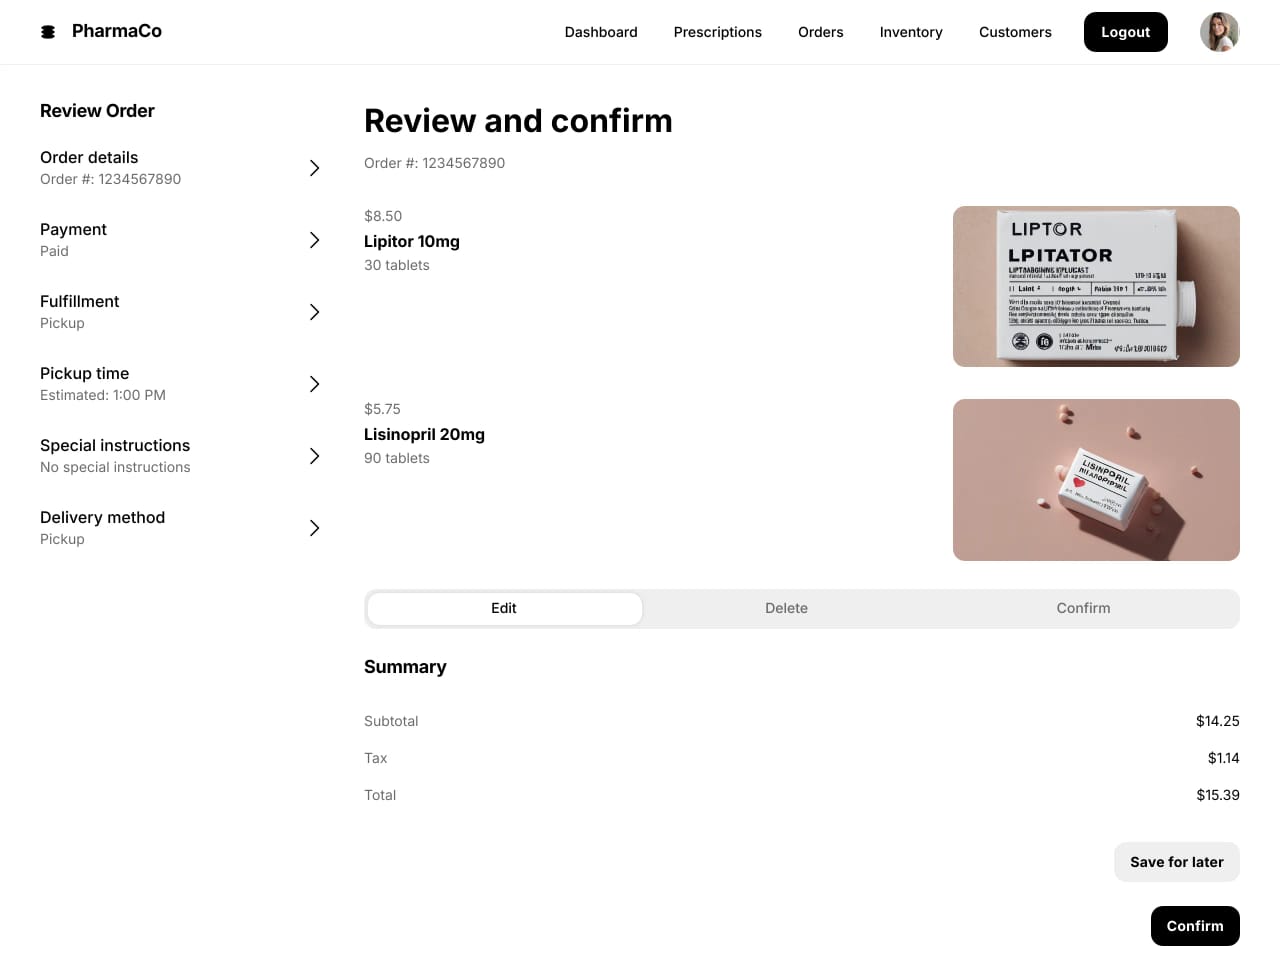 PharmaCo
Dashboard
Prescriptions
Orders
Inventory
Customers
Logout
Review Order
Order details
Order #: 1234567890
Payment
Paid
Fulfillment
Pickup
Pickup time
Estimated: 1:00 PM
Special instructions
No special instructions
Delivery method
Pickup
Review and confirm
Order #: 1234567890
$8.50
Lipitor 10mg
30 tablets
LIPTOR
LPITATOR
$5.75
Lisinopril 20mg
90 tablets
Edit
Delete
Confirm
Summary
Subtotal
$14.25
Tax
$1.14
Total
$15.39
Save for later
Confirm